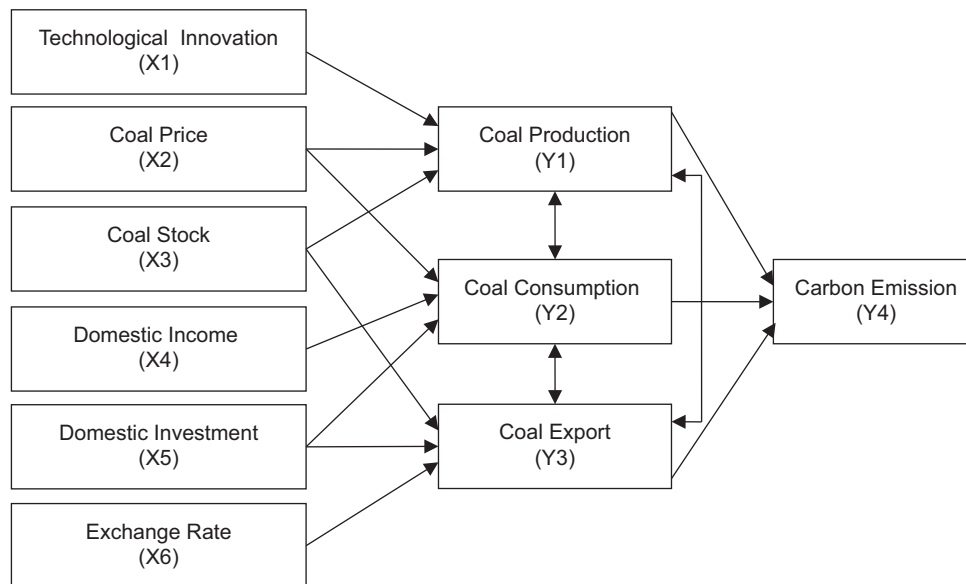 Technological Innovation
(X1)
Coal Price
(X2)
Coal Stock
(X3)
Domestic Income
(X4)
Domestic Investment
(X5)
Exchange Rate
(X6)
Coal Production
(Y1)
Coal Consumption
(Y2)
Coal Export
(Y3)
Carbon Emission
(Y4)